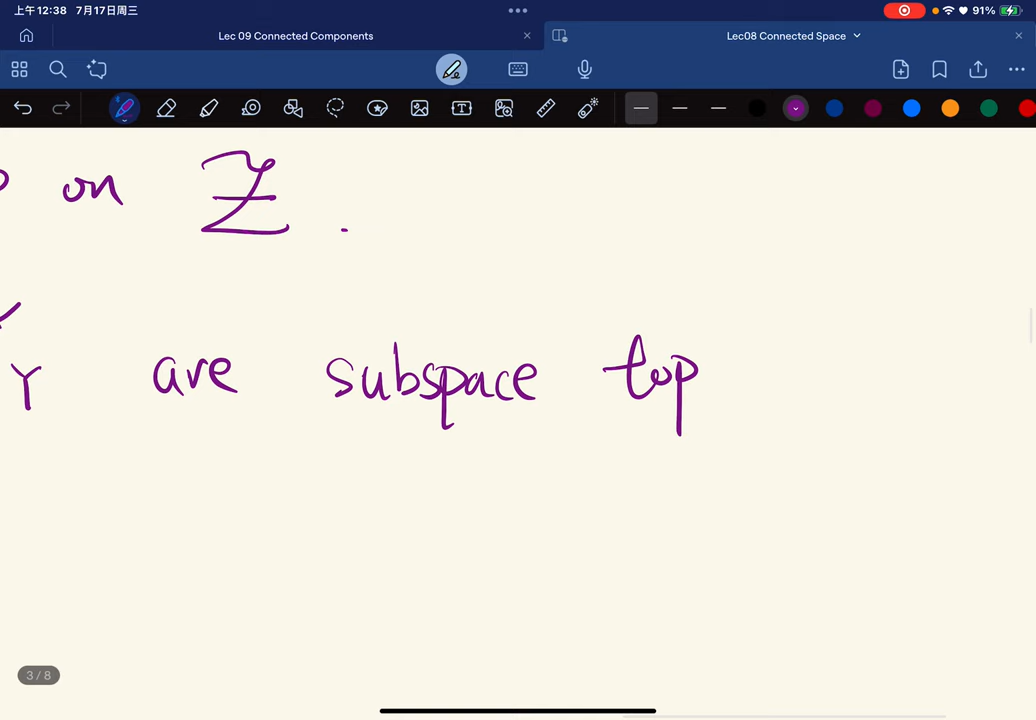 上午12:38 7月17日周三
91%
Lec 09 Connected Components
Lec08 Connected Space
on Z.
Y are subspace top
3 / 8